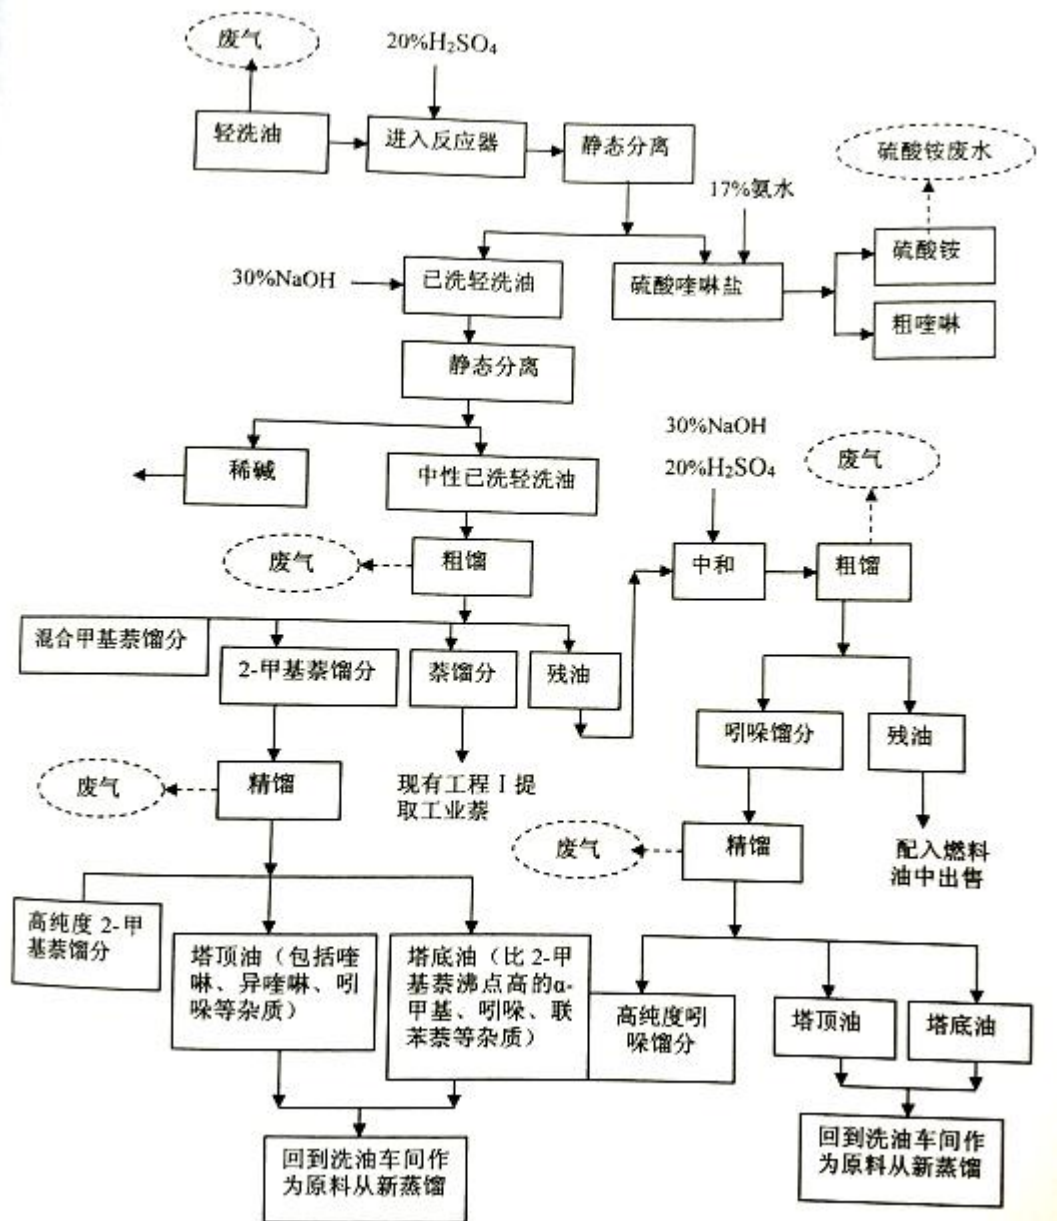 废气
20%H₂SO₄
轻洗油
进入反应器
静态分离
硫酸铵废水
17%氨水
30%NaOH
已洗轻洗油
硫酸喹啉盐
硫酸铵
粗喹啉
静态分离
稀碱
中性已洗轻洗油
30%NaOH
20%H₂SO₄
废气
废气
粗馏
中和
粗馏
混合甲基萘馏分
2-甲基萘馏分
萘馏分
残油
吲哚馏分
残油
废气
精馏
现有工程 I 提
取工业萘
废气
精馏
配入燃料
油中出售
高纯度 2-甲
基萘馏分
塔顶油（包括喹
啉、异喹啉、吲
哚等杂质）
塔底油（比 2-甲
基萘沸点高的α-
甲基、吲哚、联
苯萘等杂质）
高纯度吲
哚馏分
塔顶油
塔底油
回到洗油车间作
为原料从新蒸馏
回到洗油车间作
为原料从新蒸馏